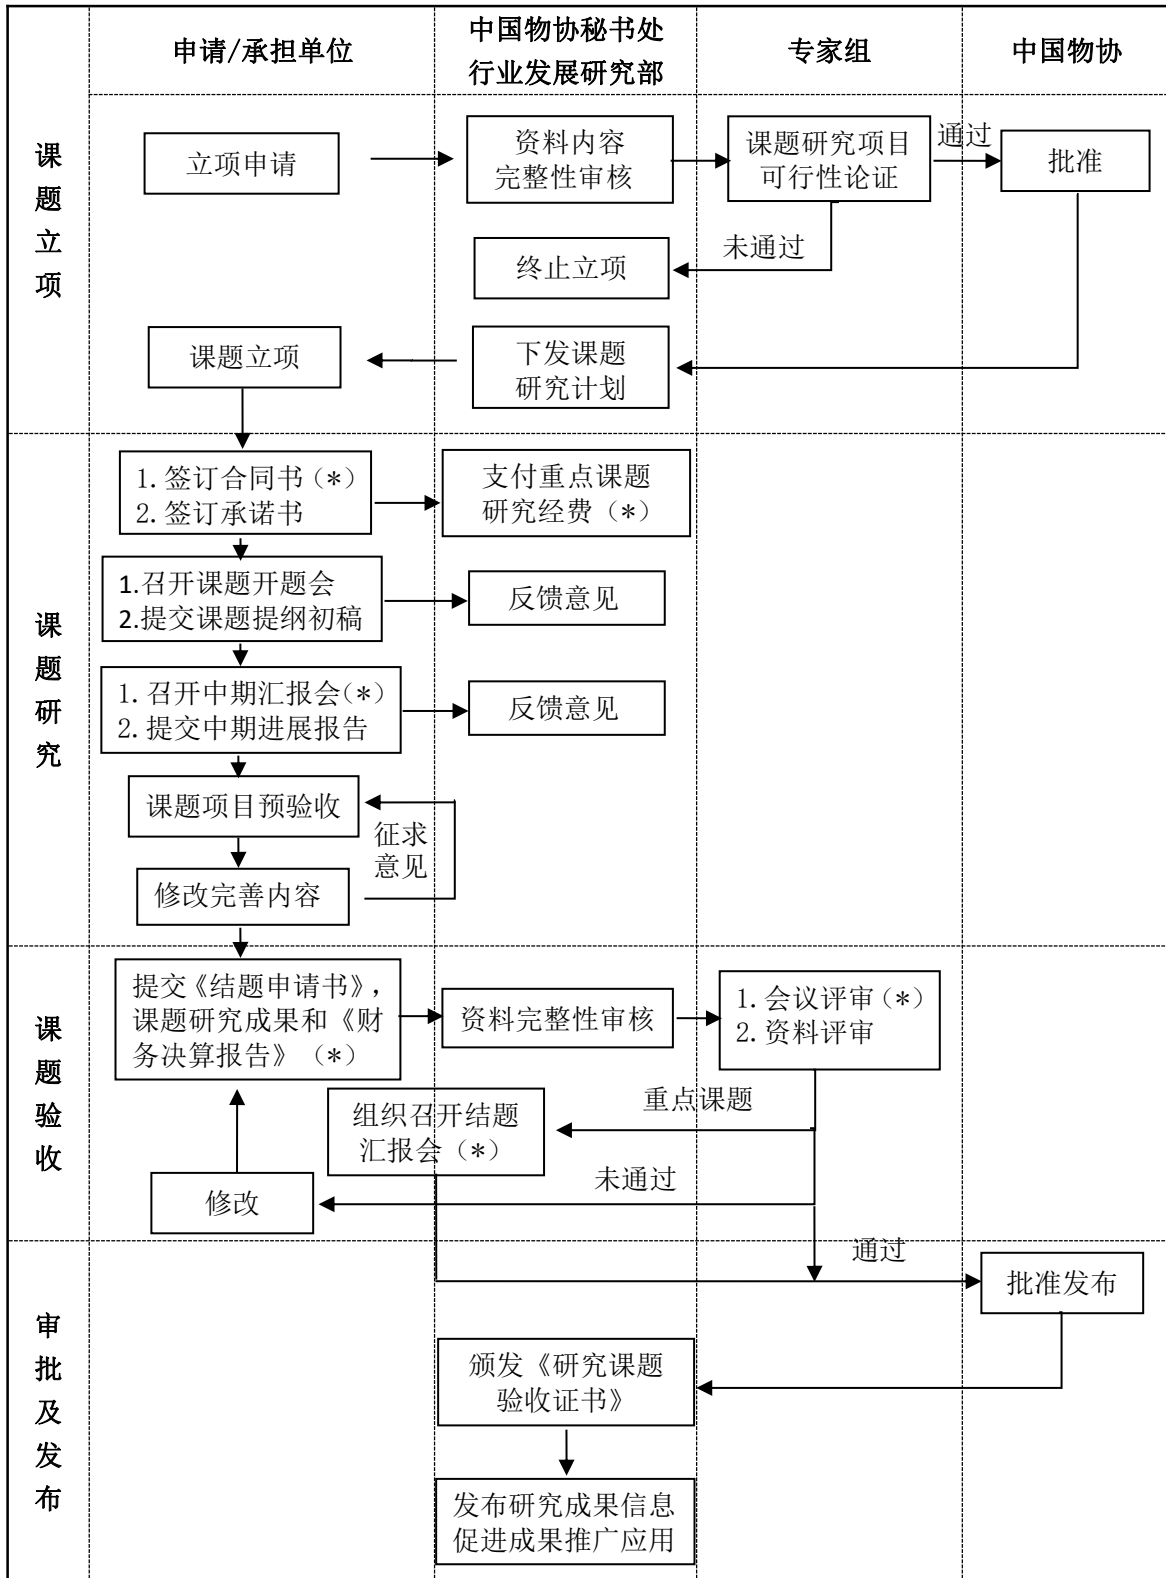 申请/承担单位
中国物协秘书处
行业发展研究部
专家组
中国物协
课题立项
立项申请
资料内容
完整性审核
课题研究项目
可行性论证
通过
批准
未通过
终止立项
课题立项
下发课题
研究计划
课题研究
1.签订合同书(*)
2.签订承诺书
支付重点课题
研究经费（*）
1.召开课题开题会
2.提交课题提纲初稿
反馈意见
1.召开中期汇报会(*)
2.提交中期进展报告
反馈意见
课题项目预验收
征求
意见
修改完善内容
课题验收
提交《结题申请书》,
课题研究成果和《财
务决算报告》（*）
资料完整性审核
1.会议评审(*)
2.资料评审
重点课题
组织召开结题
汇报会（*）
未通过
修改
审批及发布
通过
批准发布
颁发《研究课题
验收证书》
发布研究成果信息
促进成果推广应用